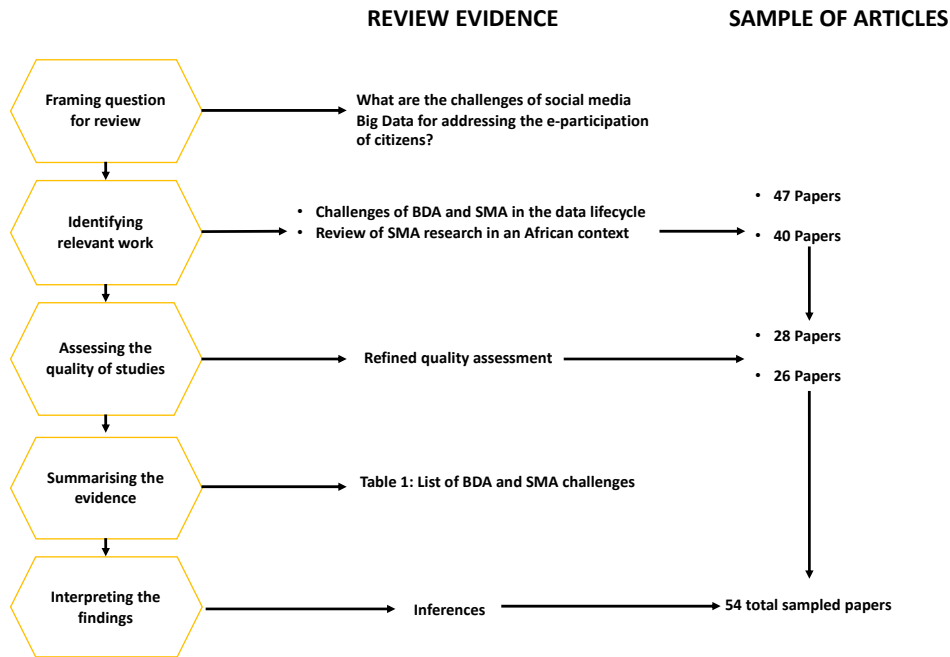 REVIEW EVIDENCE
SAMPLE OF ARTICLES
Framing question
for review
What are the challenges of social media
Big Data for addressing the e-participation
of citizens?
Identifying
relevant work
• Challenges of BDA and SMA in the data lifecycle
• Review of SMA research in an African context
• 47 Papers
• 40 Papers
Assessing the
quality of studies
Refined quality assessment
• 28 Papers
• 26 Papers
Summarising the
evidence
Table 1: List of BDA and SMA challenges
Interpreting the
findings
Inferences
54 total sampled papers